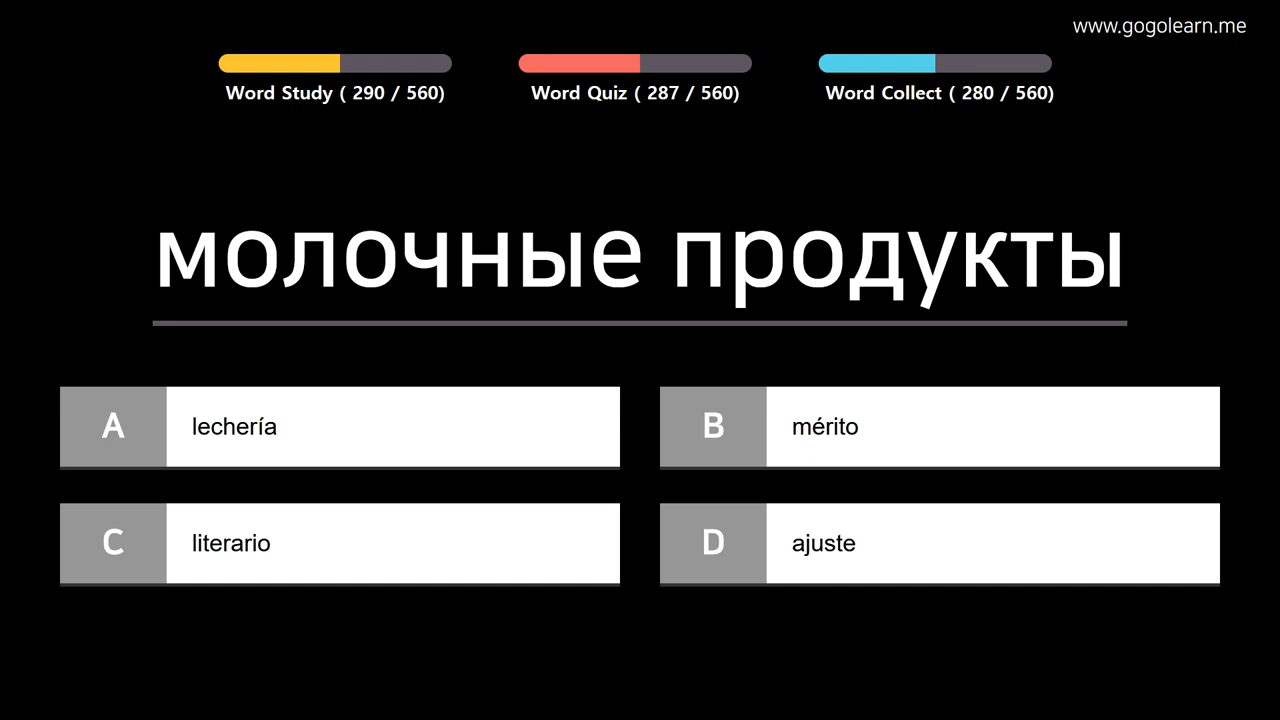 www.gogolearn.me
Word Study ( 290 / 560)
Word Quiz ( 287 / 560)
Word Collect ( 280 / 560)
молочные продукты
A lechería
B mérito
C literario
D ajuste